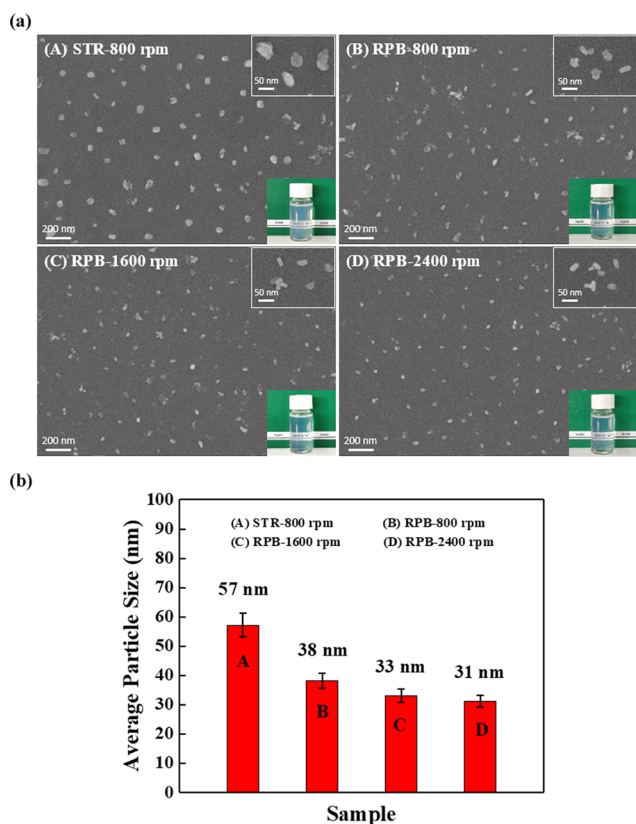 (a)
(A) STR-800 rpm
50 nm
200 nm
(B) RPB-800 rpm
50 nm
200 nm
(C) RPB-1600 rpm
50 nm
200 nm
(D) RPB-2400 rpm
50 nm
200 nm
(b)
Average Particle Size (nm)
100
90
80
70
60
50
40
30
20
10
0
(A) STR-800 rpm (B) RPB-800 rpm
(C) RPB-1600 rpm (D) RPB-2400 rpm
57 nm
38 nm
33 nm
31 nm
A
B
C
D
Sample